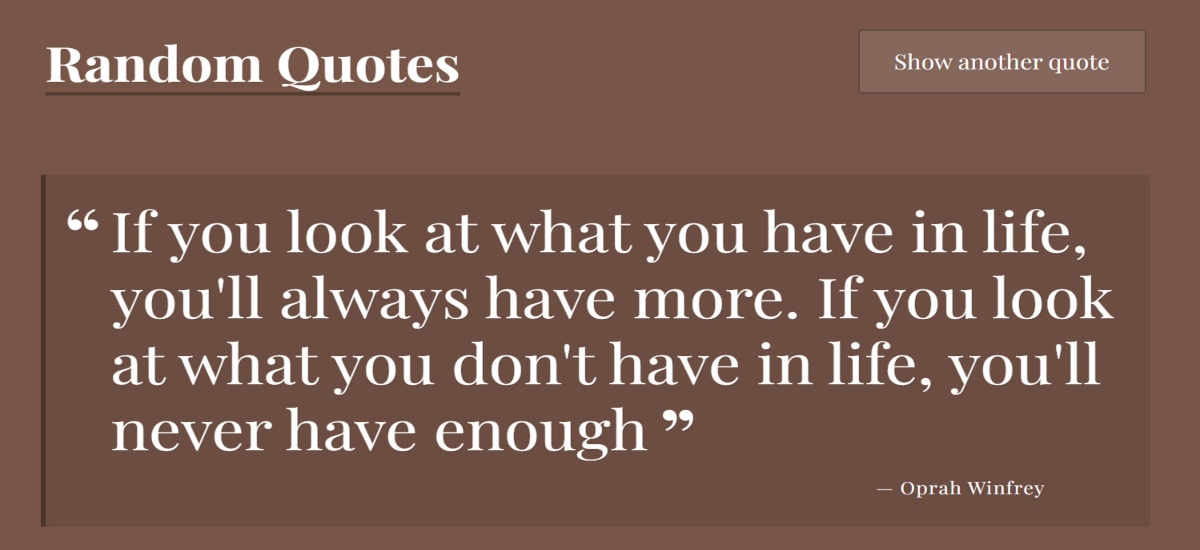 Random Quotes
Show another quote
“ If you look at what you have in life,
you'll always have more. If you look
at what you don't have in life, you'll
never have enough ”
— Oprah Winfrey